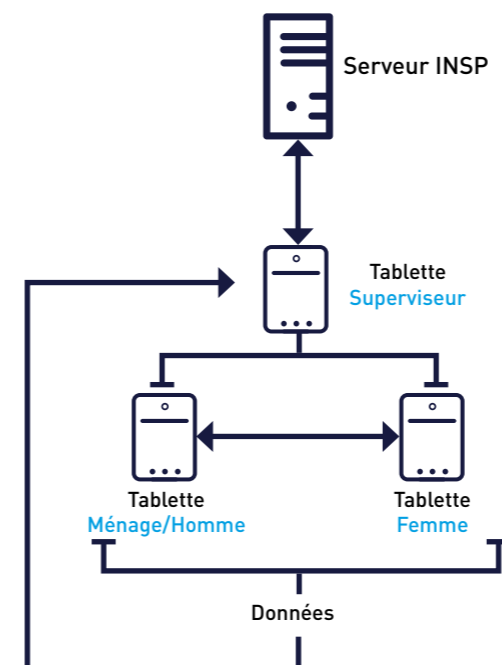 Serveur INSP
Tablette
Superviseur
Tablette
Ménage/Homme
Tablette
Femme
Données